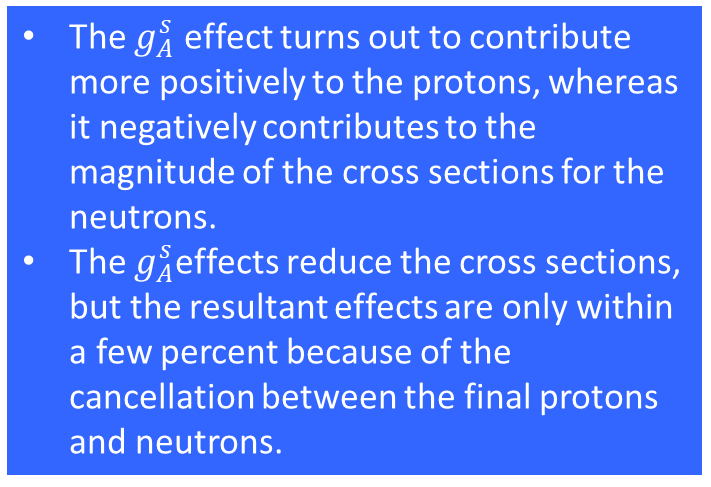 • The $g_A^s$ effect turns out to contribute
more positively to the protons, whereas
it negatively contributes to the
magnitude of the cross sections for the
neutrons.
• The $g_A^s$effects reduce the cross sections,
but the resultant effects are only within
a few percent because of the
cancellation between the final protons
and neutrons.